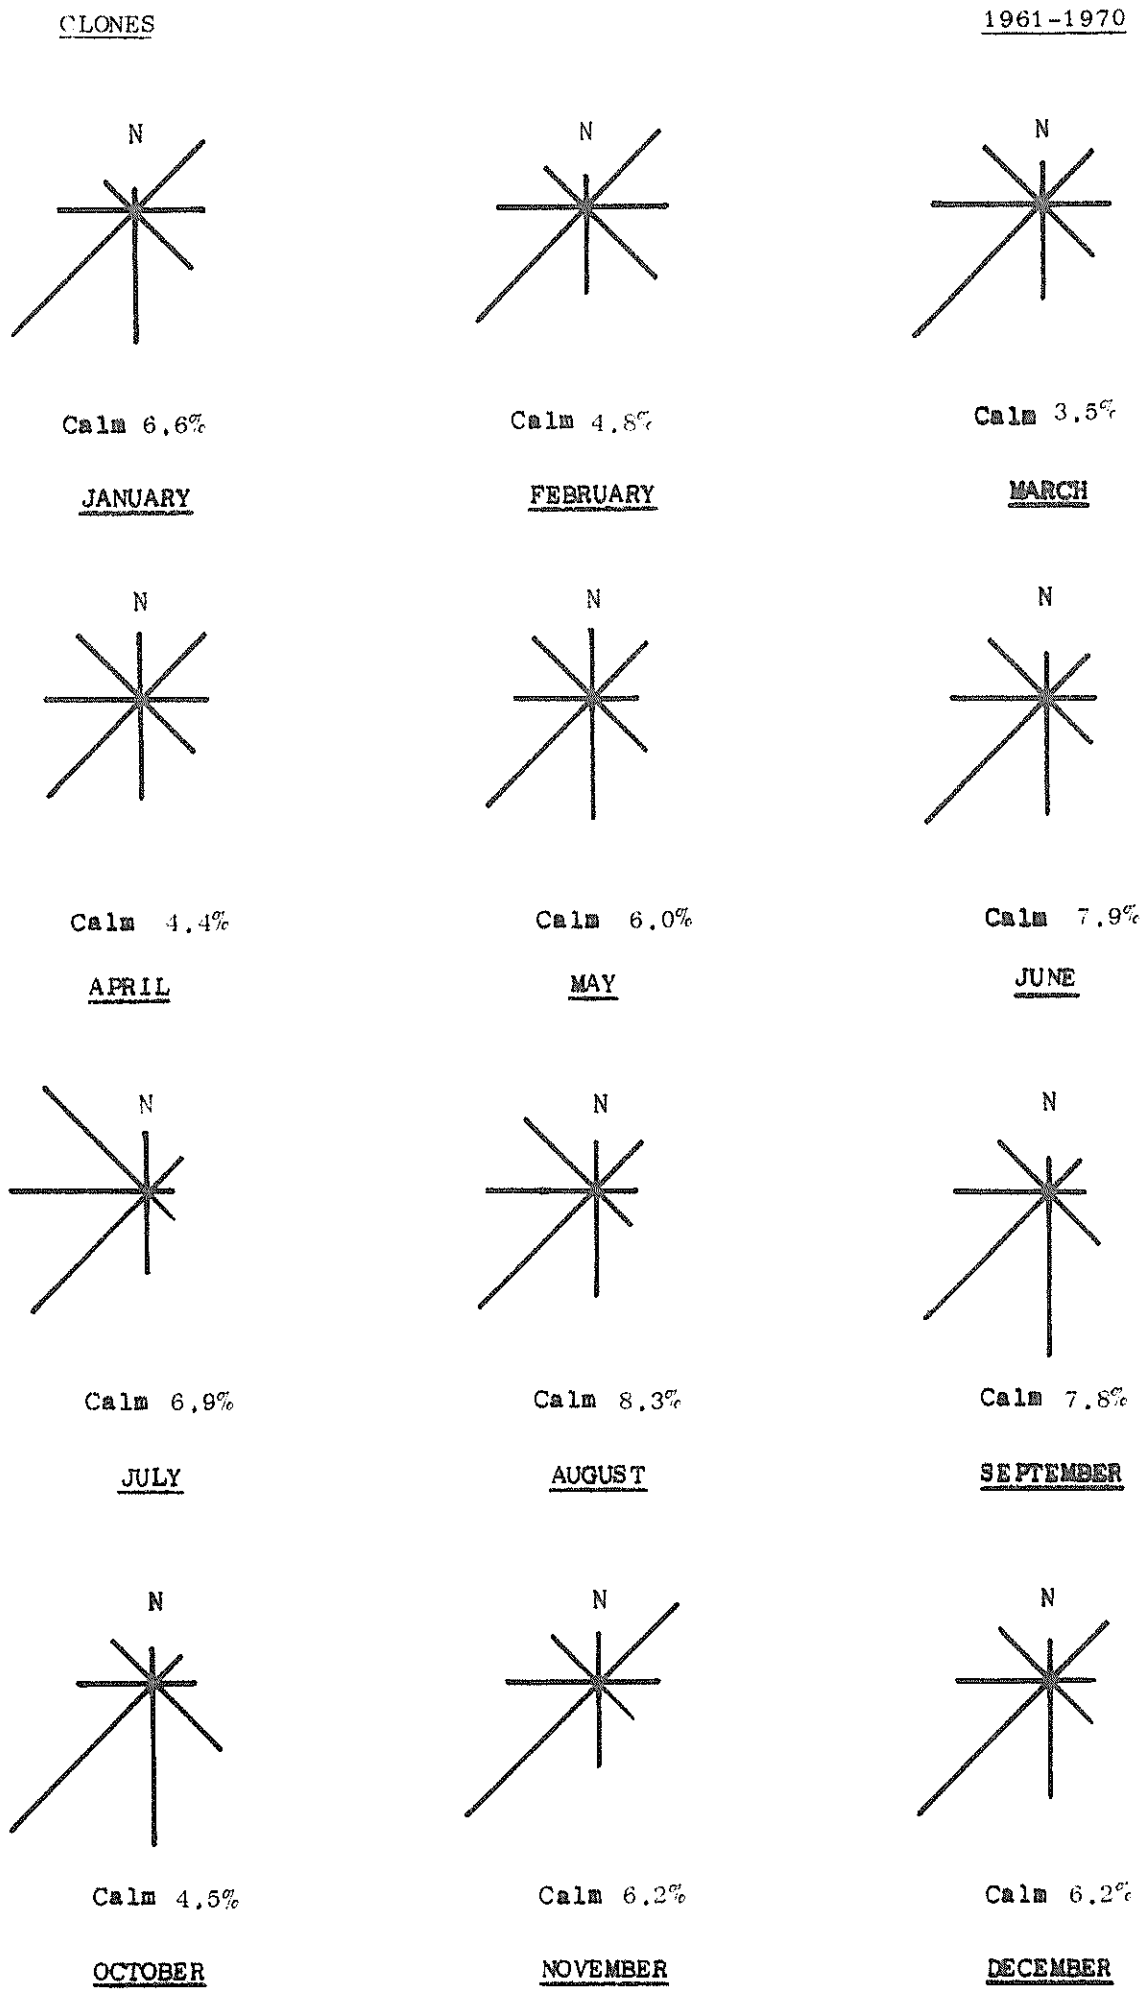 CLONES 1961-1970
N N N
Calm 6.6% Calm 4.8% Calm 3.5%
JANUARY FEBRUARY MARCH
N N N
Calm 4.4% Calm 6.0% Calm 7.9%
APRIL MAY JUNE
N N N
Calm 6.9% Calm 8.3% Calm 7.8%
JULY AUGUST SEPTEMBER
N N N
Calm 4.5% Calm 6.2% Calm 6.2%
OCTOBER NOVEMBER DECEMBER